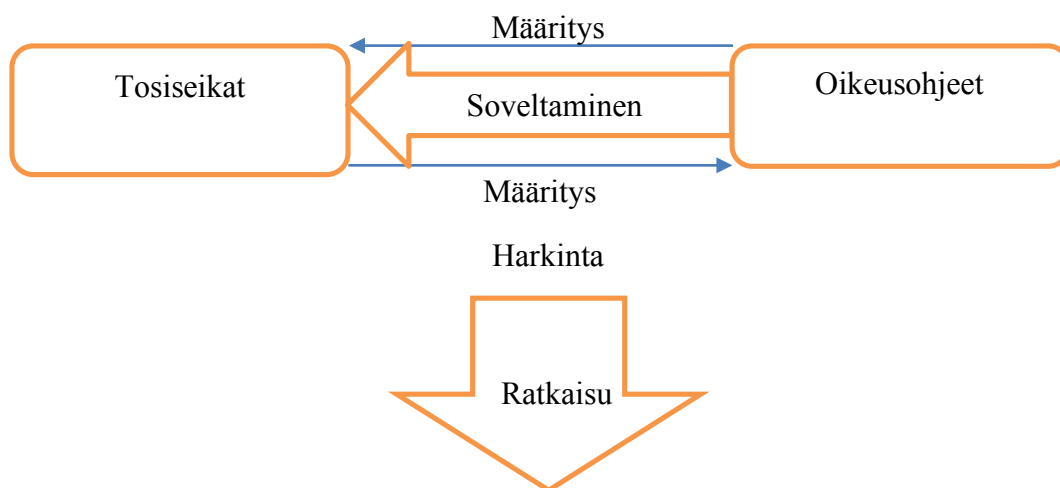 Määritys
Tosiseikat
Soveltaminen
Oikeusohjeet
Määritys
Harkinta
Ratkaisu